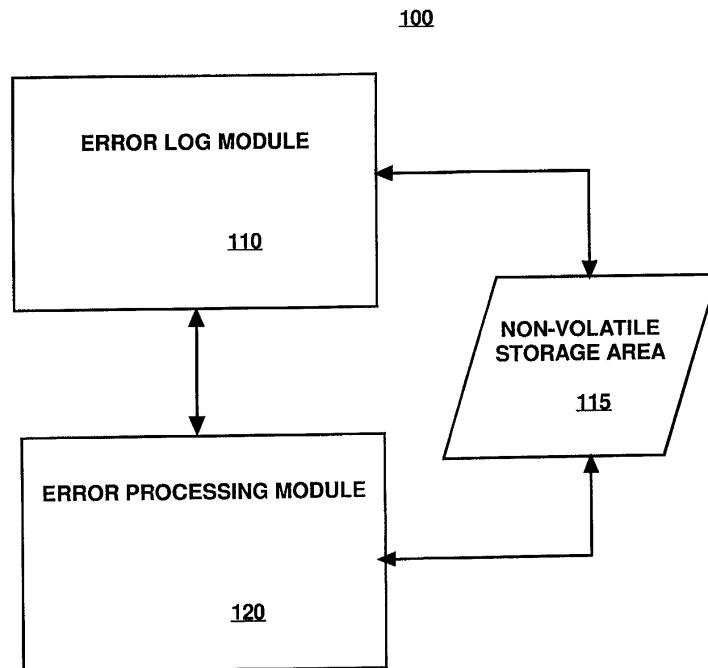 100
ERROR LOG MODULE
110
NON-VOLATILE
STORAGE AREA
115
ERROR PROCESSING MODULE
120